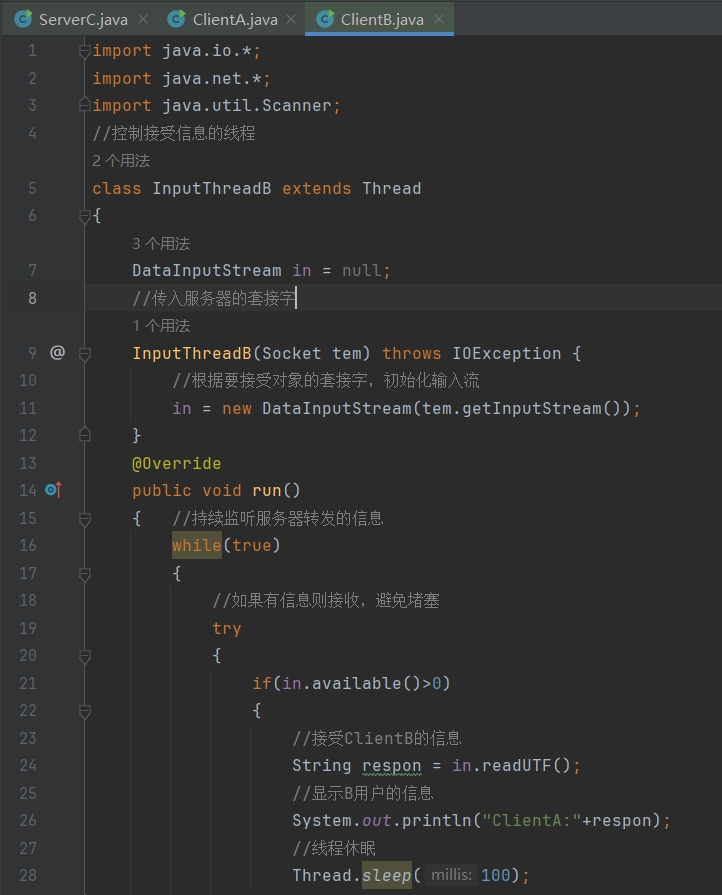 ServerC.java × ClientA.java × ClientB.java ×
1 import java.io.*;
2 import java.net.*;
3 import java.util.Scanner;
4 //控制接受信息的线程
2 个用法
5 class InputThreadB extends Thread
6 {
3 个用法
7 DataInputStream in = null;
8 //传入服务器的套接字
1 个用法
9 @ InputThreadB(Socket tem) throws IOException {
10 //根据要接受对象的套接字，初始化输入流
11 in = new DataInputStream(tem.getInputStream());
12 }
13 @Override
14 public void run()
15 { //持续监听服务器转发的信息
16 while(true)
17 {
18 //如果有信息则接收，避免堵塞
19 try
20 {
21 if(in.available()>0)
22 {
23 //接受ClientB的信息
24 String respon = in.readUTF();
25 //显示B用户的信息
26 System.out.println("ClientA:"+respon);
27 //线程休眠
28 Thread.sleep( millis: 100);